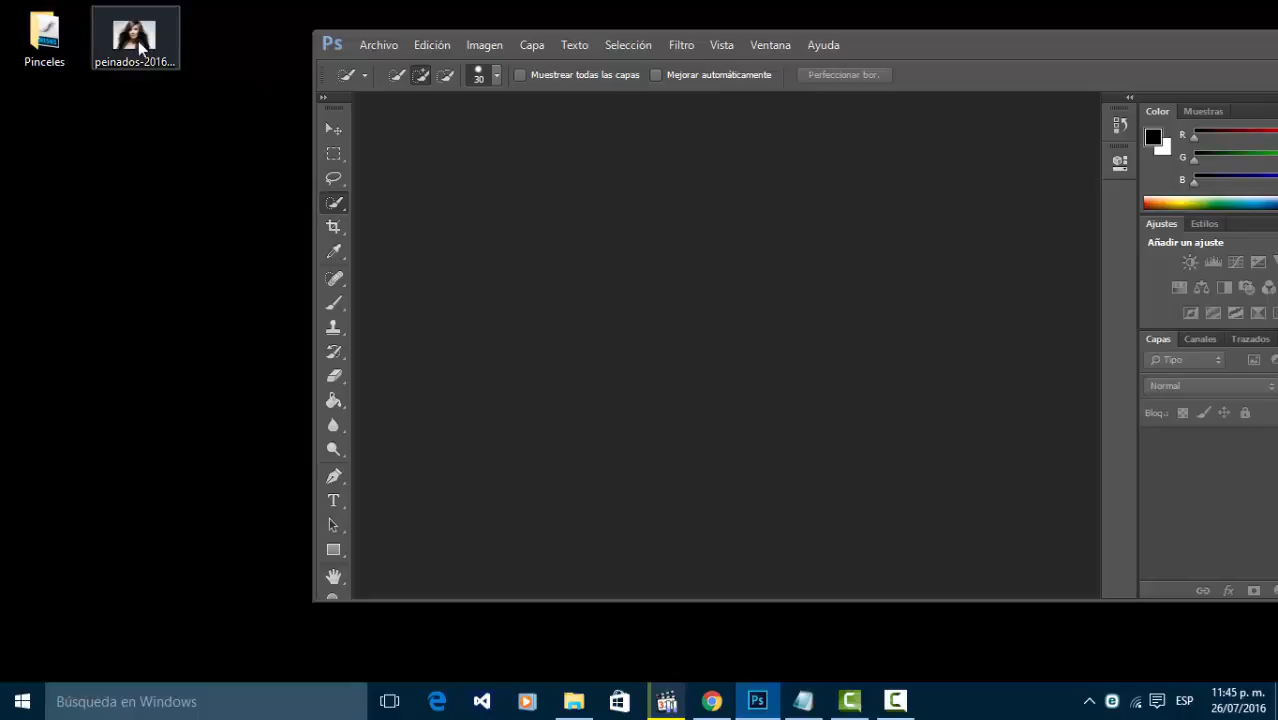 Pinceles
peinados-2016...
Ps
Archivo Edición Imagen Capa Texto Selección Filtro Vista Ventana Ayuda
30 Muestrear todas las capas Mejorar automáticamente Perfeccionar bor.
Color Muestras
R
G
B
Ajustes Estilos
Añadir un ajuste
Capas Canales Trazados
Tipo
Normal
Bloq.:
fx
T
Búsqueda en Windows
Ps
ESP
11:45 p. m.
26/07/2016